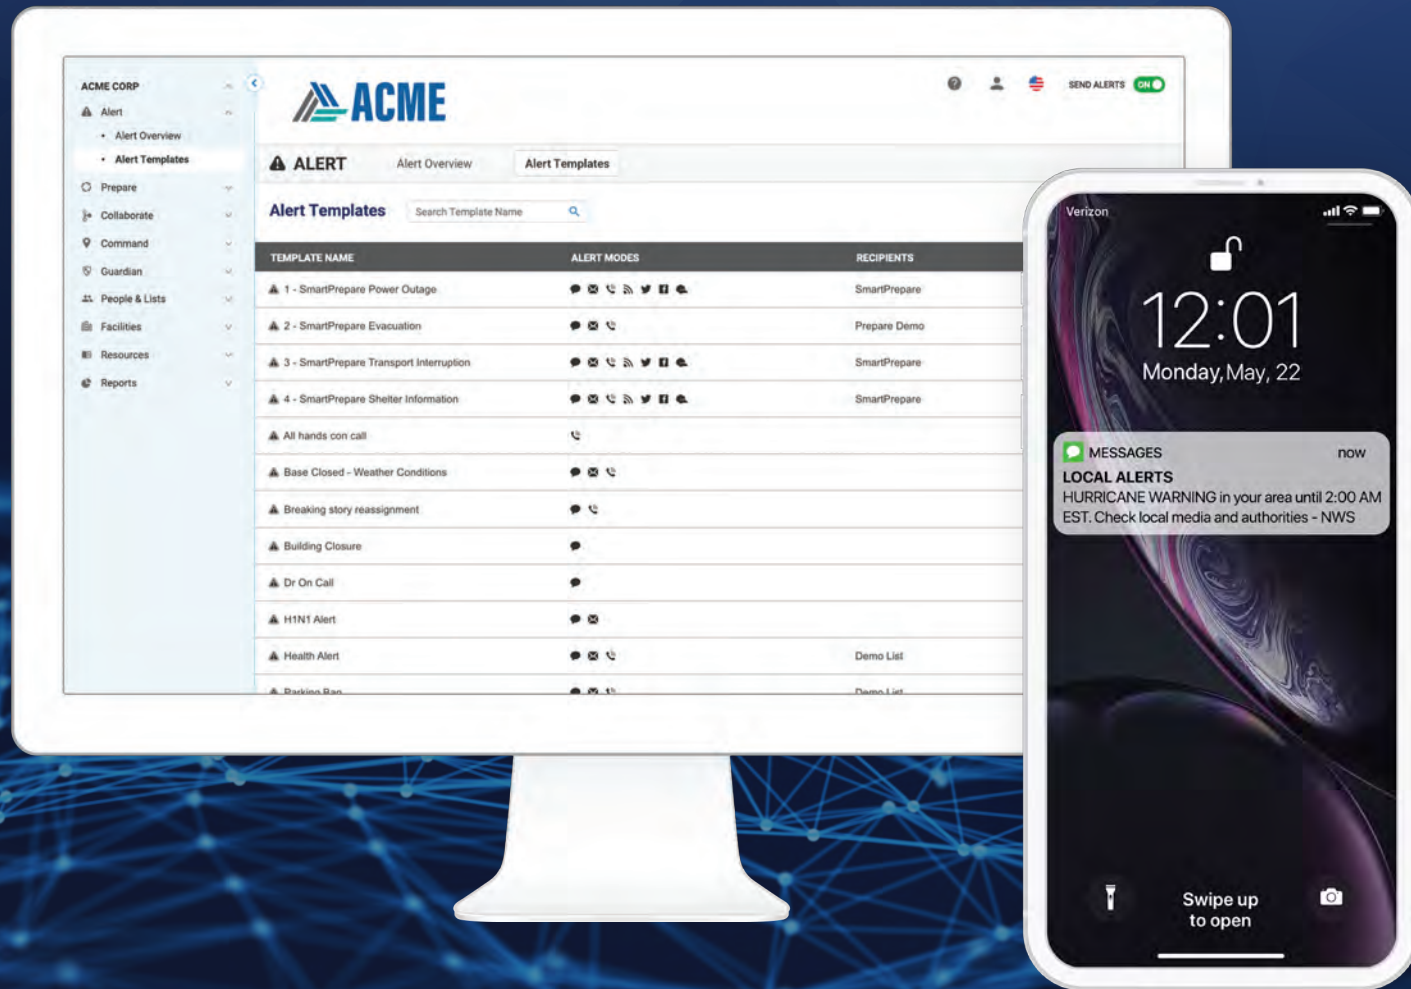 ACME CORP
Alert
• Alert Overview
• Alert Templates
Prepare
Collaborate
Command
Guardian
People & Lists
Facilities
Resources
Reports
ACME
SEND ALERTS ON
ALERT Alert Overview Alert Templates
Alert Templates Search Template Name
TEMPLATE NAME ALERT MODES RECIPIENTS
1 - SmartPrepare Power Outage SmartPrepare
2 - SmartPrepare Evacuation Prepare Demo
3 - SmartPrepare Transport Interruption SmartPrepare
4 - SmartPrepare Shelter Information SmartPrepare
All hands con call
Base Closed - Weather Conditions
Breaking story reassignment
Building Closure
Dr On Call
H1N1 Alert
Health Alert Demo List
Parking Ban Demo List
Verizon
12:01
Monday,May, 22
MESSAGES now
LOCAL ALERTS
HURRICANE WARNING in your area until 2:00 AM
EST. Check local media and authorities - NWS
Swipe up
to open